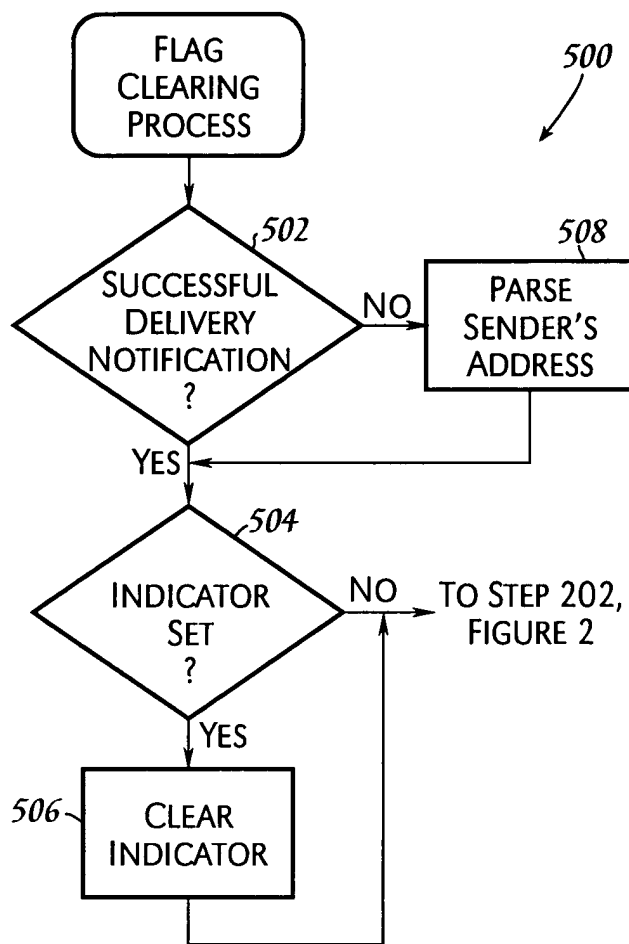 FLAG
CLEARING
PROCESS
500
502
508
SUCCESSFUL
DELIVERY
NOTIFICATION
?
NO
PARSE
SENDER'S
ADDRESS
YES
504
INDICATOR
SET
?
NO
TO STEP 202,
FIGURE 2
YES
506
CLEAR
INDICATOR